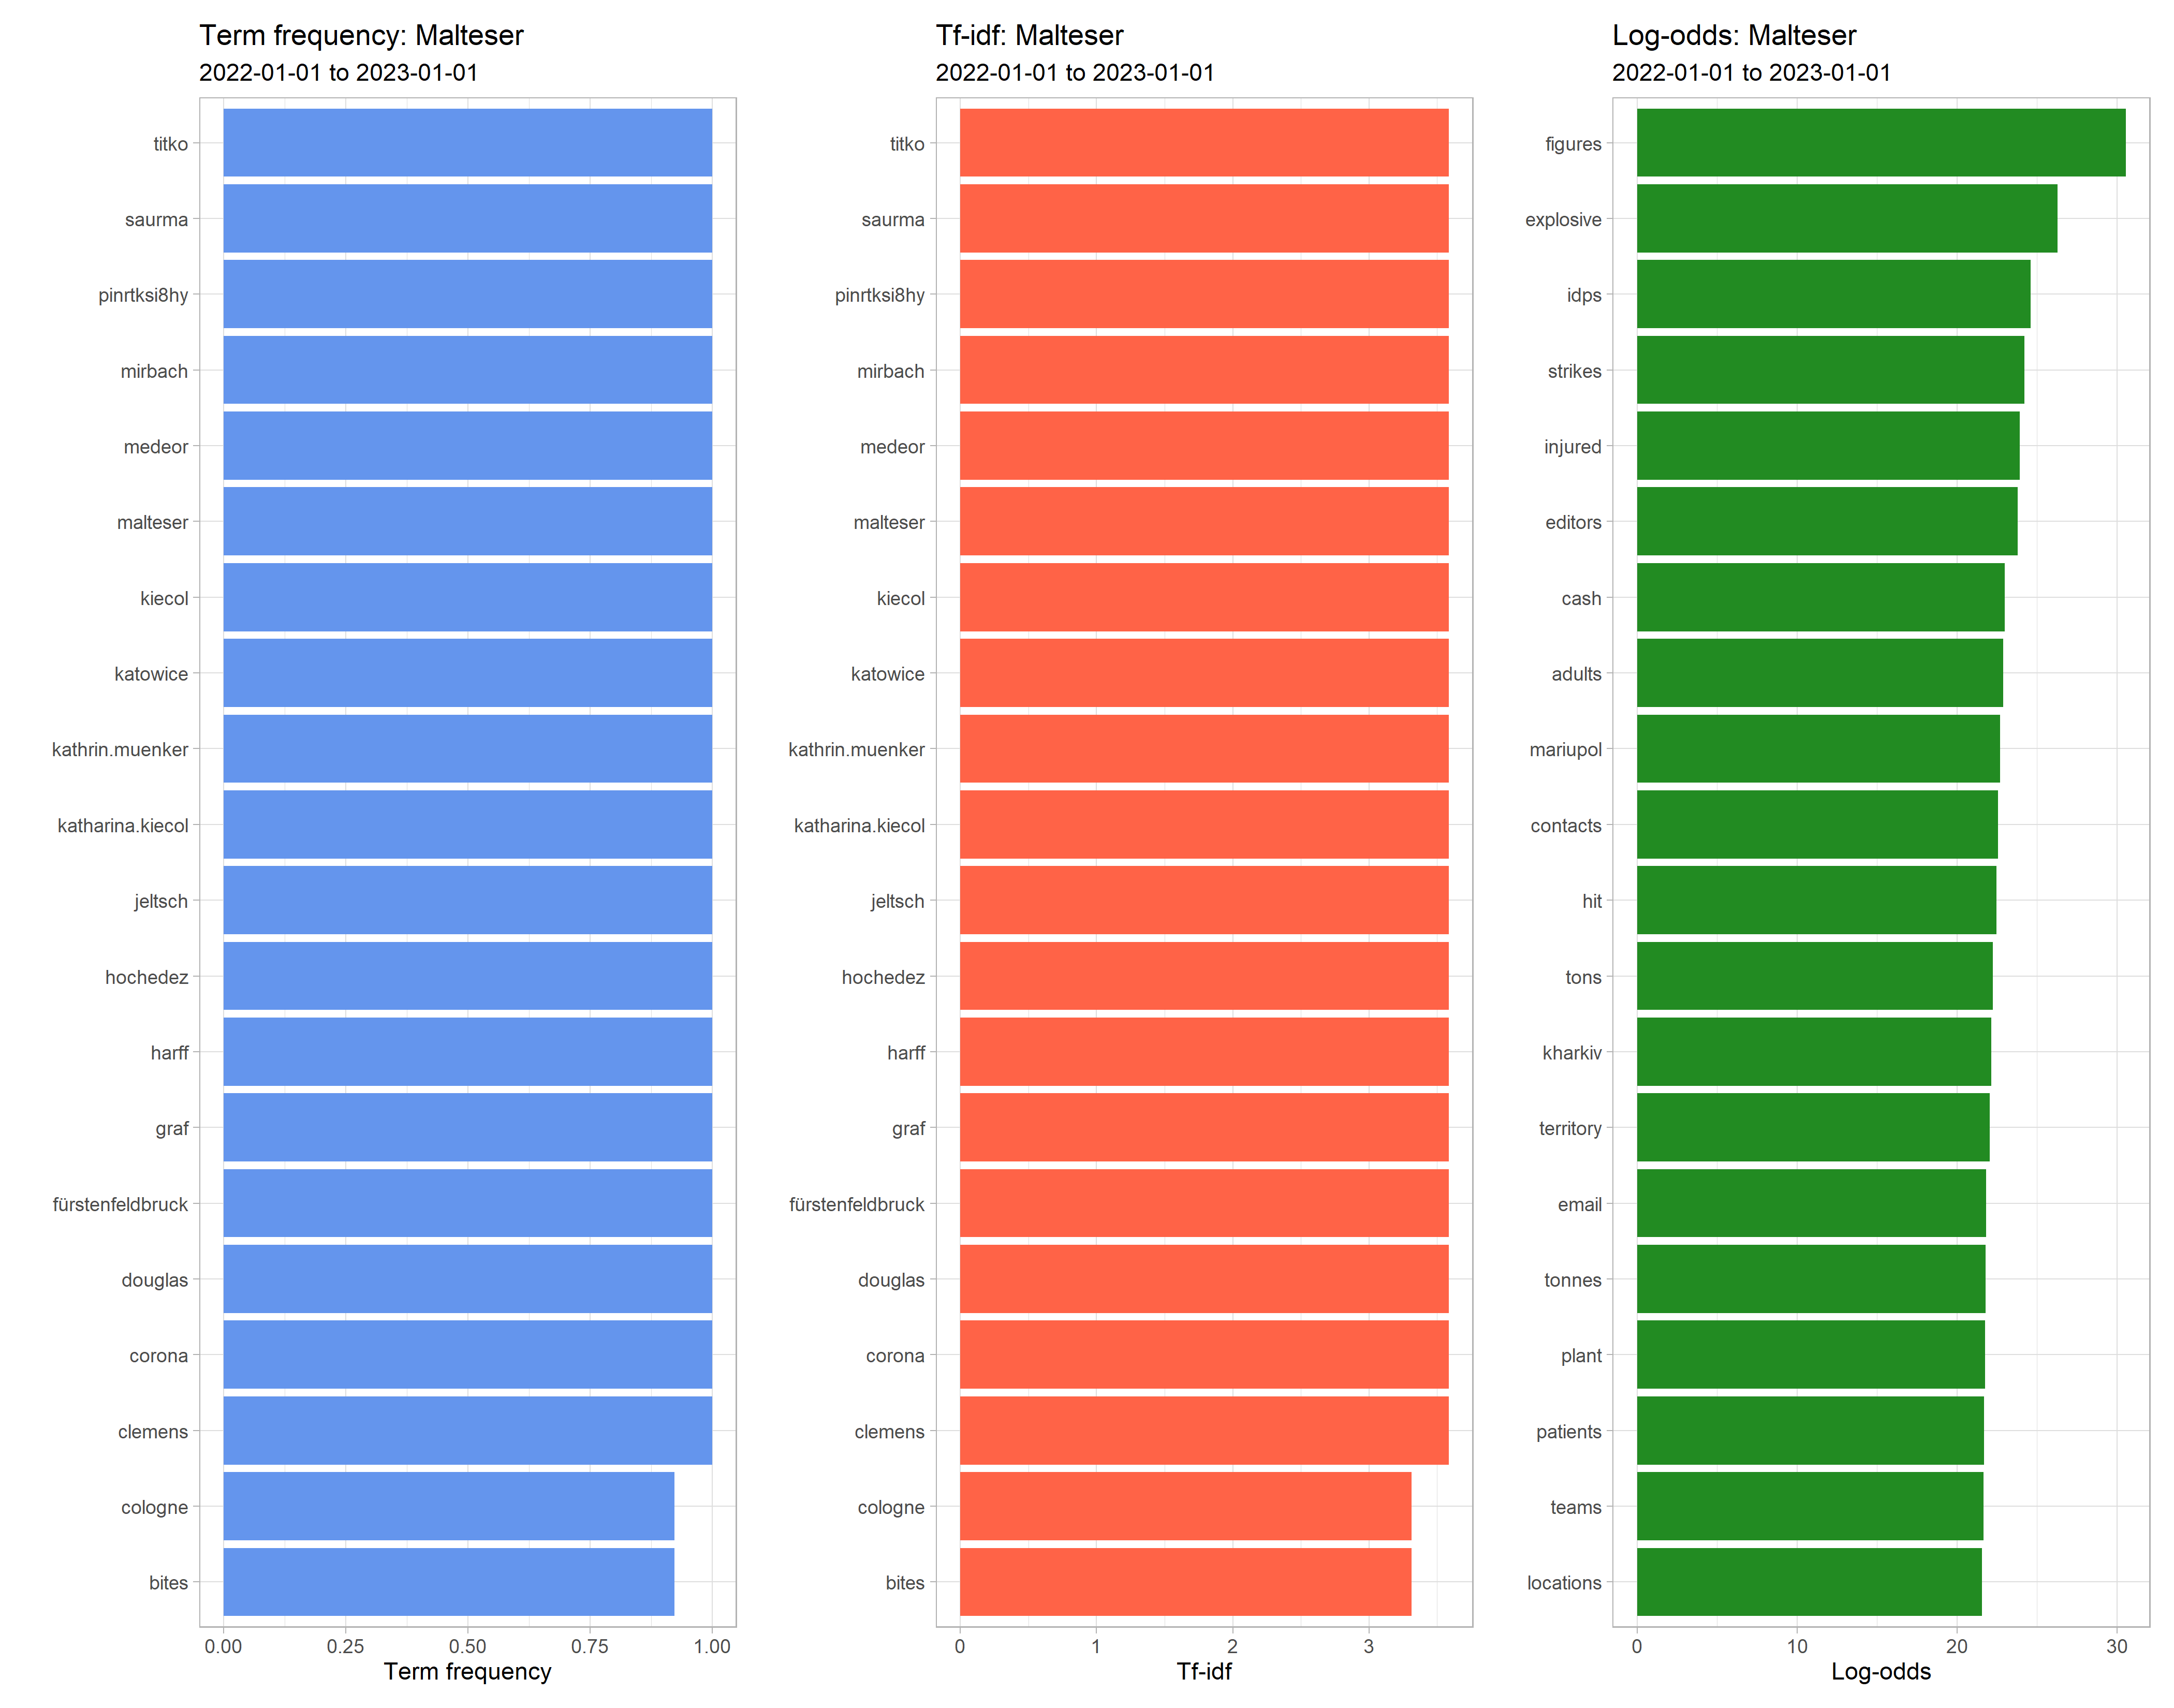 Term frequency: Malteser
2022-01-01 to 2023-01-01
titko
saurma
pinrtksi8hy
mirbach
medeor
malteser
kiecol
katowice
kathrin.muenker
katharina.kiecol
jeltsch
hochedez
harff
graf
fürstenfeldbruck
douglas
corona
clemens
cologne
bites
0.00 0.25 0.50 0.75 1.00
Term frequency
Tf-idf: Malteser
2022-01-01 to 2023-01-01
titko
saurma
pinrtksi8hy
mirbach
medeor
malteser
kiecol
katowice
kathrin.muenker
katharina.kiecol
jeltsch
hochedez
harff
graf
fürstenfeldbruck
douglas
corona
clemens
cologne
bites
0 1 2 3
Tf-idf
Log-odds: Malteser
2022-01-01 to 2023-01-01
figures
explosive
idps
strikes
injured
editors
cash
adults
mariupol
contacts
hit
tons
kharkiv
territory
email
tonnes
plant
patients
teams
locations
0 10 20 30
Log-odds